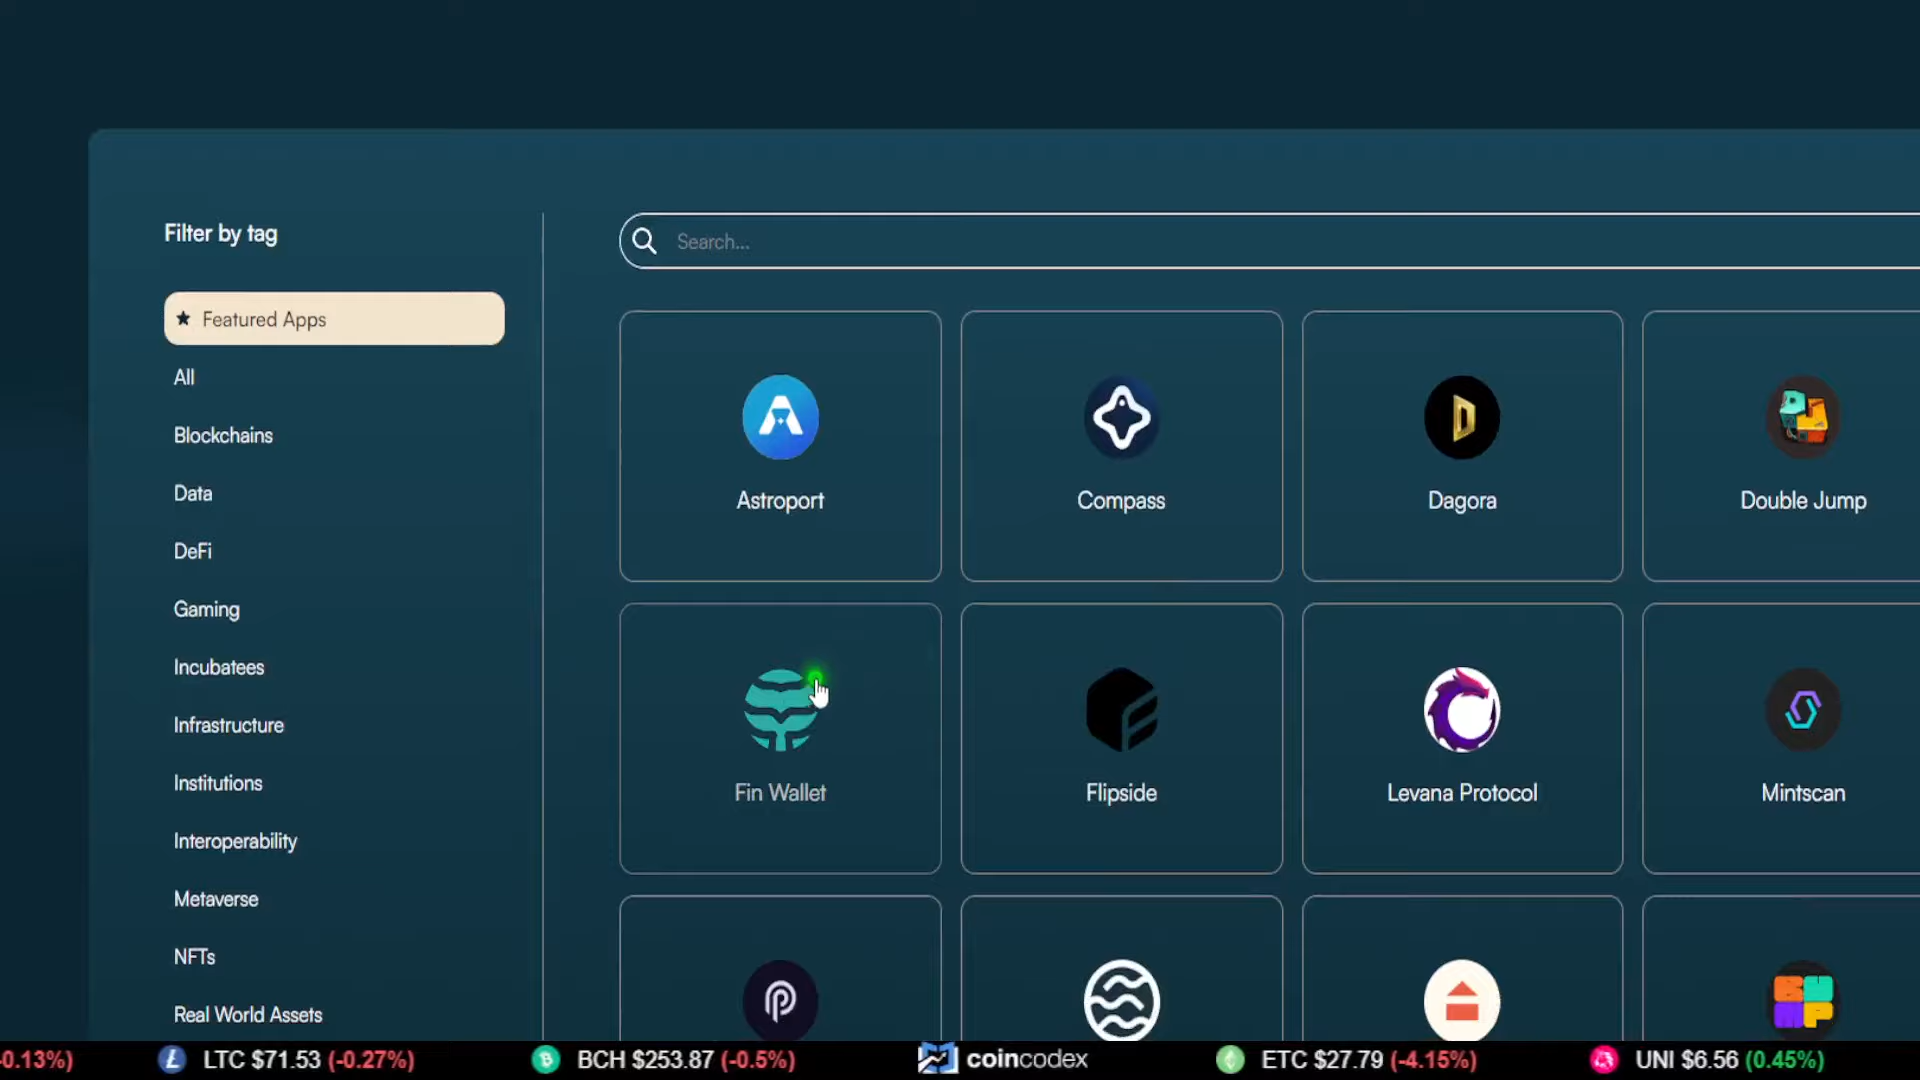 Filter by tag
Search...
★ Featured Apps
All
Blockchains
Data
DeFi
Gaming
Incubatees
Infrastructure
Institutions
Interoperability
Metaverse
NFTs
Real World Assets
Astroport
Compass
Dagora
Double Jump
Fin Wallet
Flipside
Levana Protocol
Mintscan
BUMP
0.13%) LTC $71.53 (-0.27%) BCH $253.87 (-0.5%) coincodex ETC $27.79 (-4.15%) UNI $6.56 (0.45%)